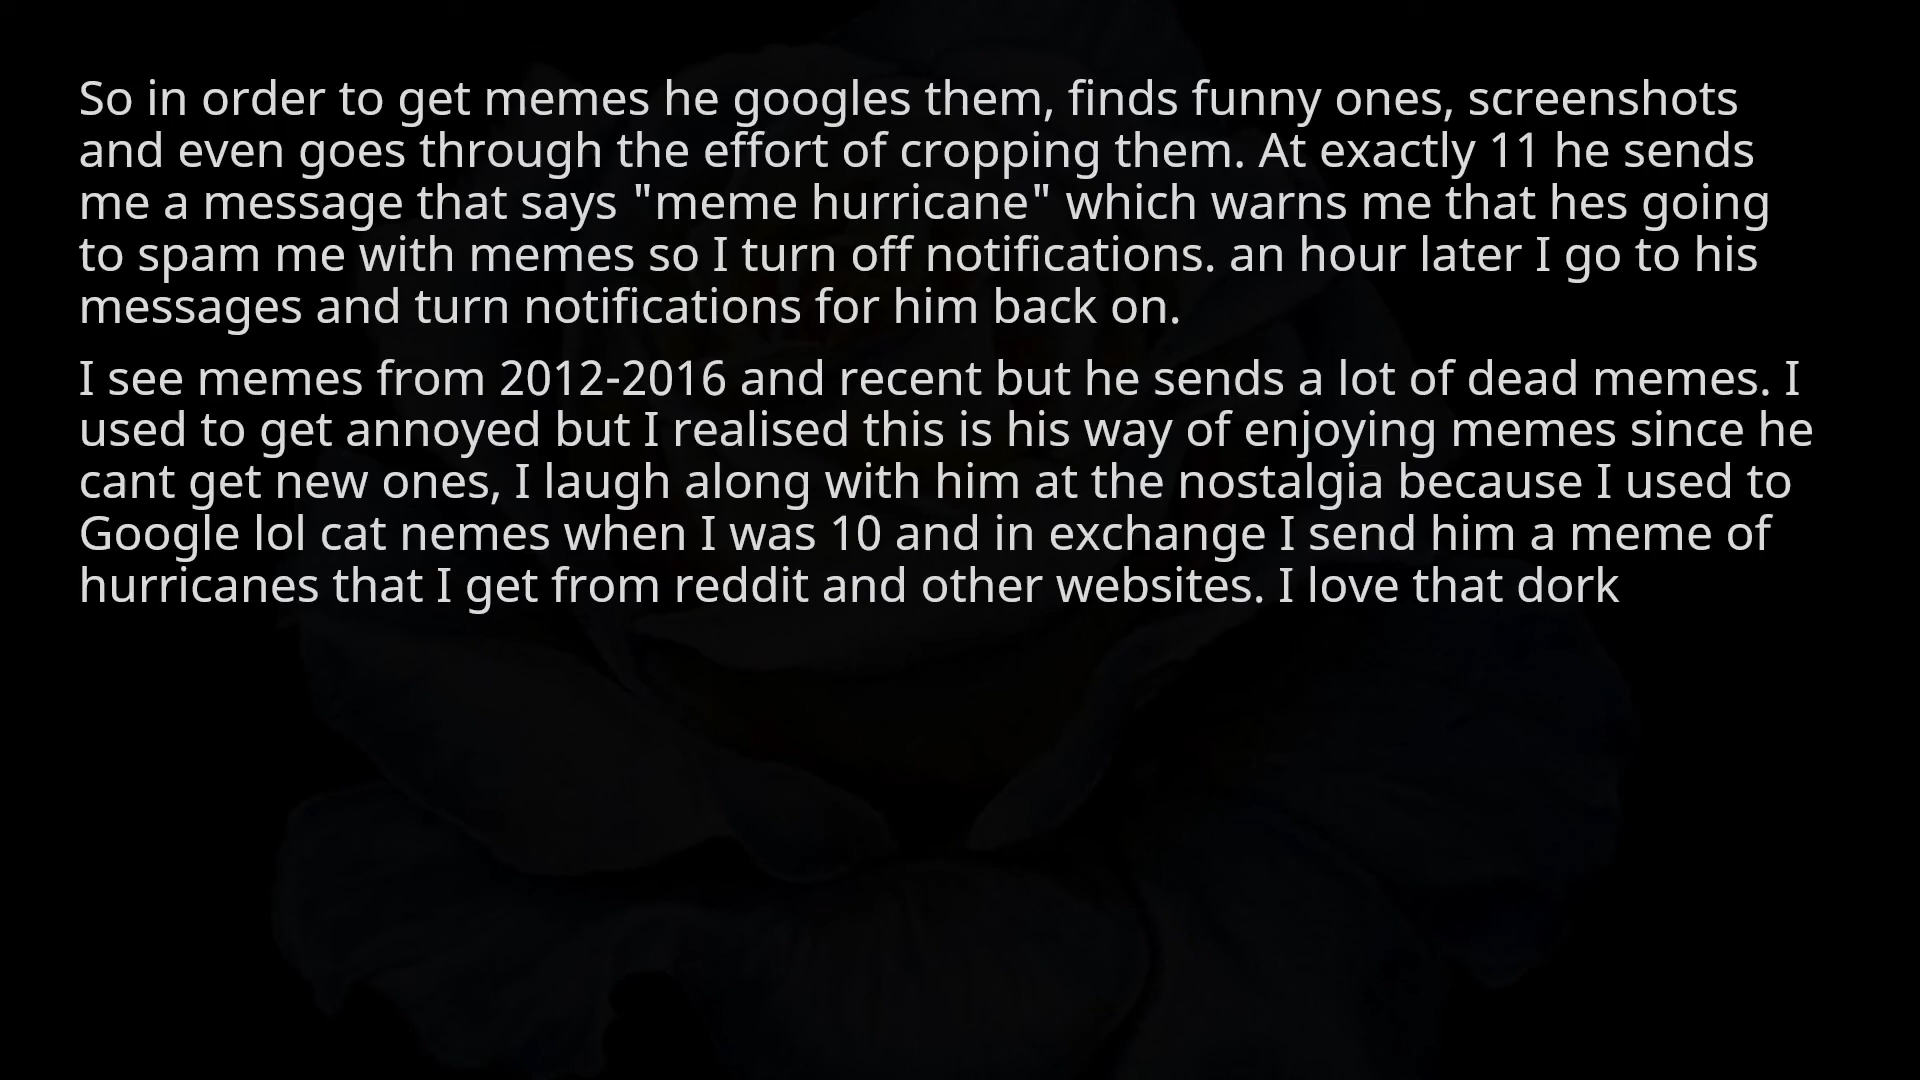 So in order to get memes he googles them, finds funny ones, screenshots
and even goes through the effort of cropping them. At exactly 11 he sends
me a message that says "meme hurricane" which warns me that hes going
to spam me with memes so I turn off notifications. an hour later I go to his
messages and turn notifications for him back on.
I see memes from 2012-2016 and recent but he sends a lot of dead memes. I
used to get annoyed but I realised this is his way of enjoying memes since he
cant get new ones, I laugh along with him at the nostalgia because I used to
Google lol cat nemes when I was 10 and in exchange I send him a meme of
hurricanes that I get from reddit and other websites. I love that dork